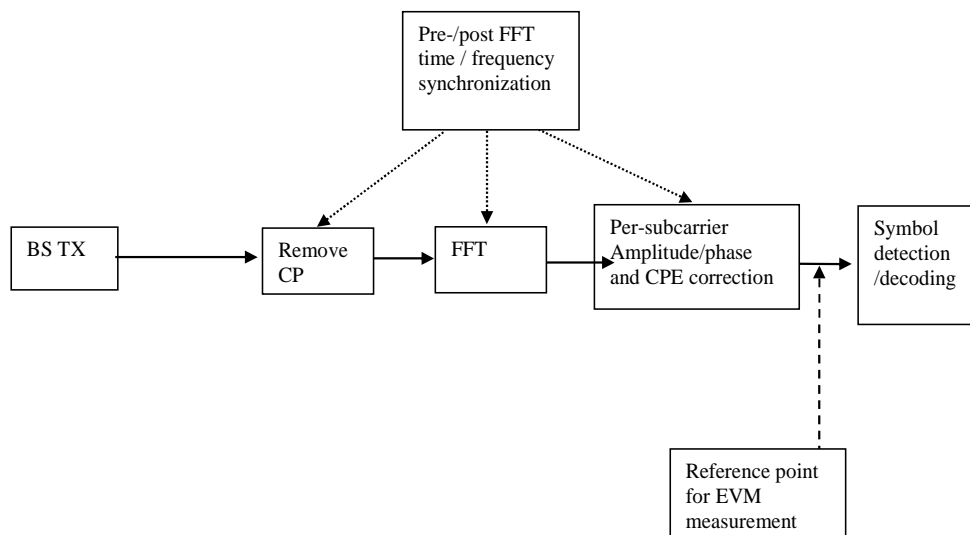 Pre-/post FFT
time / frequency
synchronization
BS TX
Remove
CP
FFT
Per-subcarrier
Amplitude/phase
and CPE correction
Symbol
detection
/decoding
Reference point
for EVM
measurement